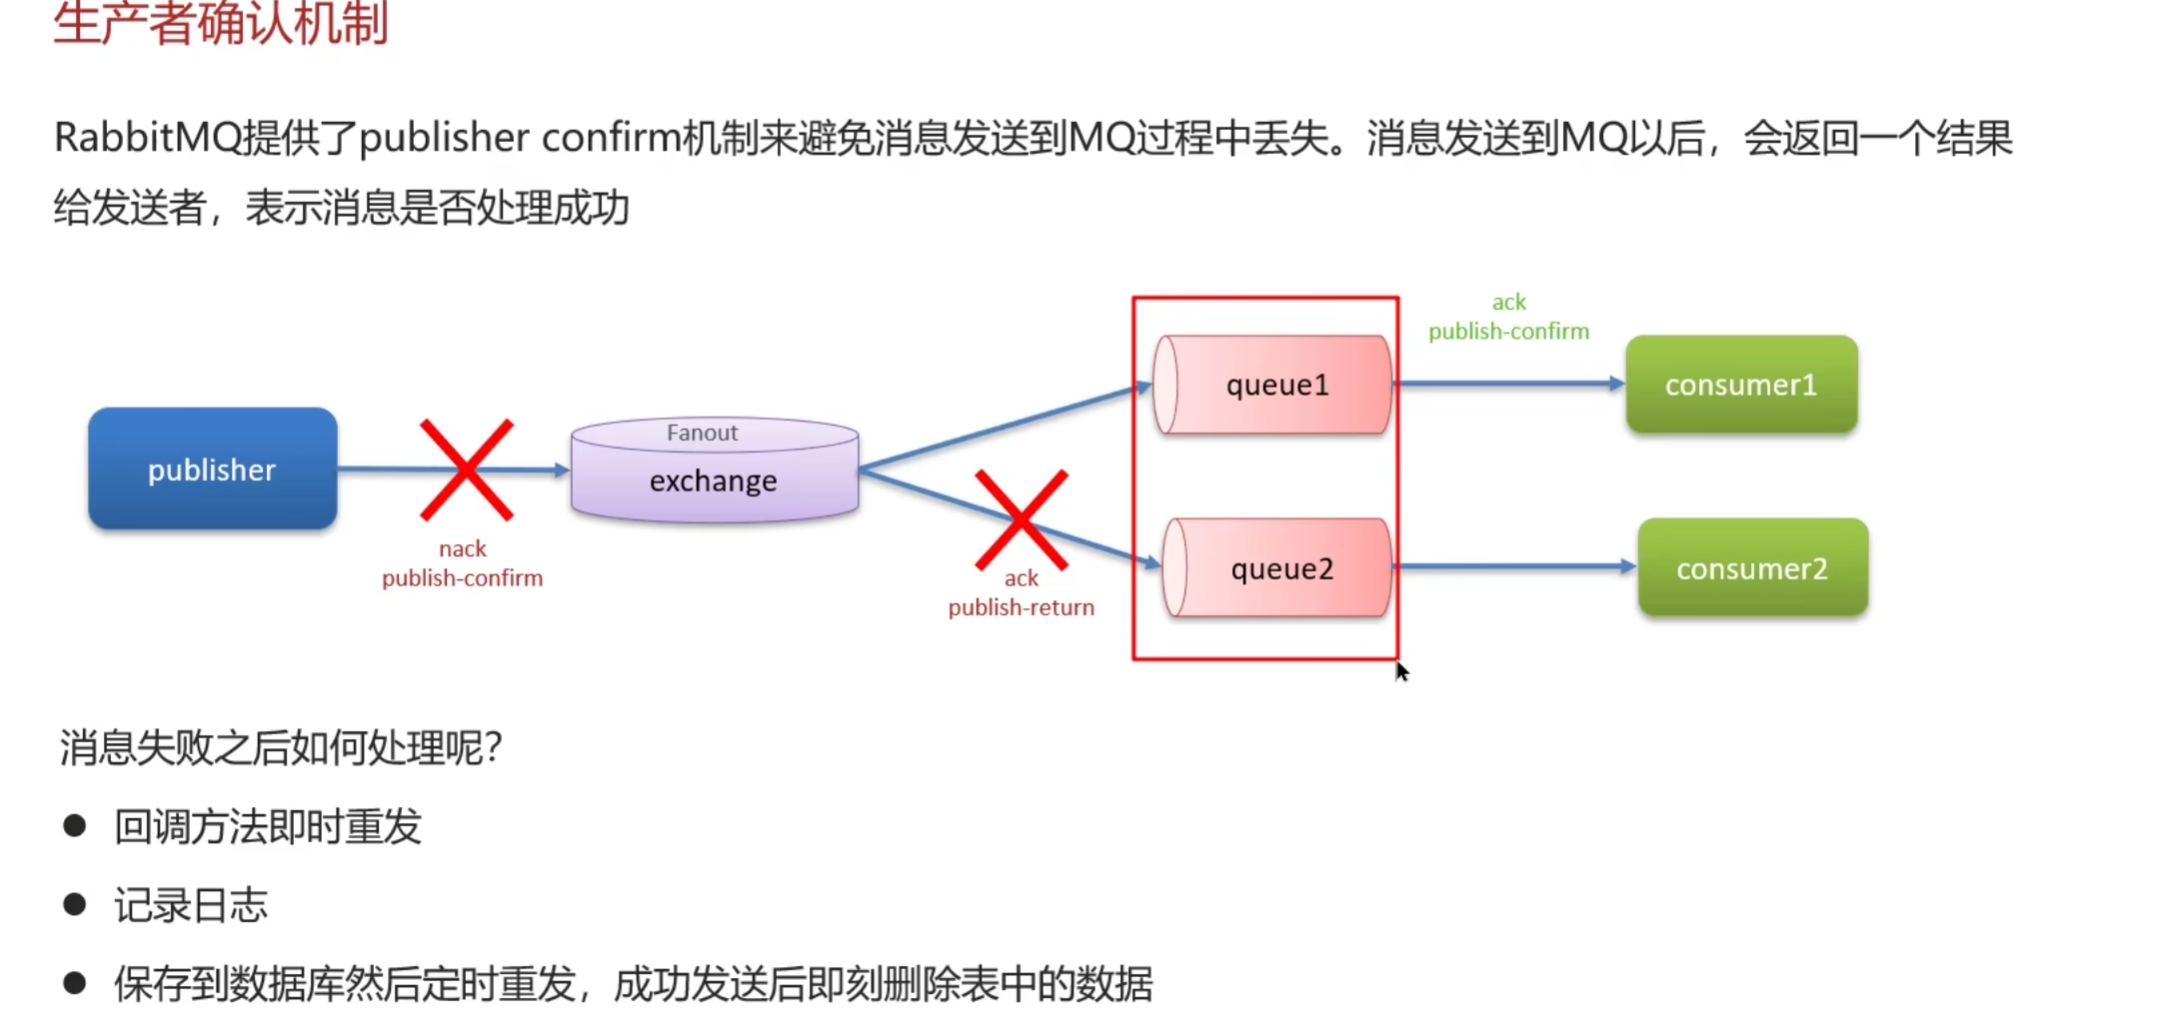 生产者确认机制
RabbitMQ提供了publisher confirm机制来避免消息发送到MQ过程中丢失。消息发送到MQ以后，会返回一个结果
给发送者，表示消息是否处理成功
ack
publish-confirm
queue1
consumer1
Fanout
publisher
exchange
nack
publish-confirm
ack
publish-return
queue2
consumer2
消息失败之后如何处理呢？
● 回调方法即时重发
● 记录日志
● 保存到数据库然后定时重发，成功发送后即刻删除表中的数据